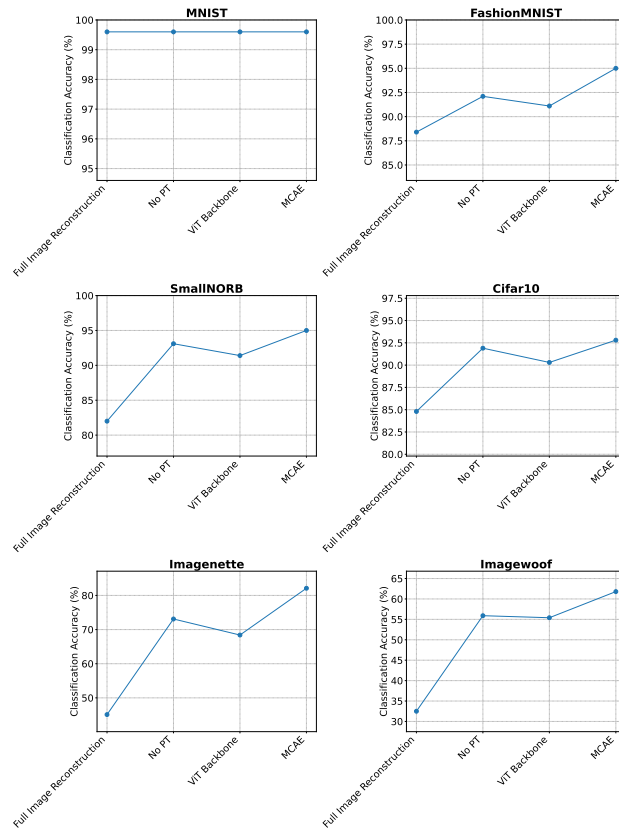 MNIST
100
99
98
97
96
95
Classification Accuracy (%)
Full Image Reconstruction
No PT
ViT Backbone
MCAE
FashionMNIST
100.0
97.5
95.0
92.5
90.0
87.5
85.0
Classification Accuracy (%)
Full Image Reconstruction
No PT
ViT Backbone
MCAE
SmallNORB
100
95
90
85
80
Classification Accuracy (%)
Full Image Reconstruction
No PT
ViT Backbone
MCAE
Cifar10
97.5
95.0
92.5
90.0
87.5
85.0
82.5
80.0
Classification Accuracy (%)
Full Image Reconstruction
No PT
ViT Backbone
MCAE
Imagenette
80
70
60
50
Classification Accuracy (%)
Full Image Reconstruction
No PT
ViT Backbone
MCAE
Imagewoof
65
60
55
50
45
40
35
30
Classification Accuracy (%)
Full Image Reconstruction
No PT
ViT Backbone
MCAE